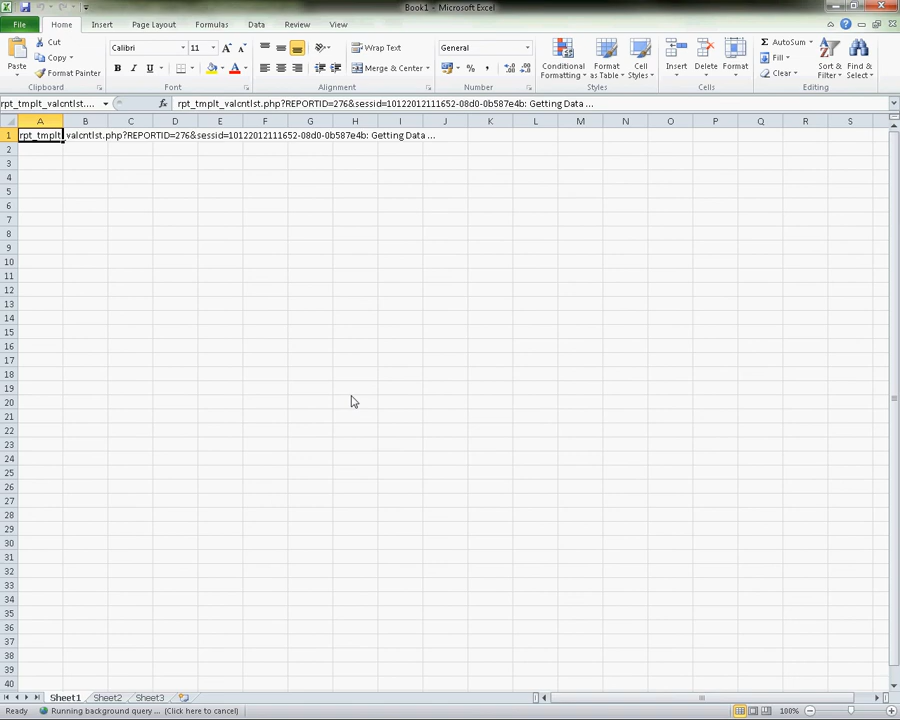 Book1 - Microsoft Excel
File Home Insert Page Layout Formulas Data Review View
Paste Cut Copy Format Painter Clipboard
Calibri 11 A A B I U A Font
Wrap Text Merge & Center Alignment
General $ % , .0 .00 .00 .0 Number
Conditional Formatting Format as Table Cell Styles Styles
Insert Delete Format Cells
Σ AutoSum Fill Clear Sort & Filter Find & Select Editing
rpt_tmplt_valcntlst.... fx rpt_tmplt_valcntlst.php?REPORTID=276&sessid=10122012111652-08d0-0b587e4b: Getting Data ...
A B C D E F G H I J K L M N O P Q R S
1 rpt_tmplt_valcntlst.php?REPORTID=276&sessid=10122012111652-08d0-0b587e4b: Getting Data ...
2
3
4
5
6
7
8
9
10
11
12
13
14
15
16
17
18
19
20
21
22
23
24
25
26
27
28
29
30
31
32
33
34
35
36
37
38
39
40
Sheet1 Sheet2 Sheet3
Ready Running background query ... (Click here to cancel) 100%